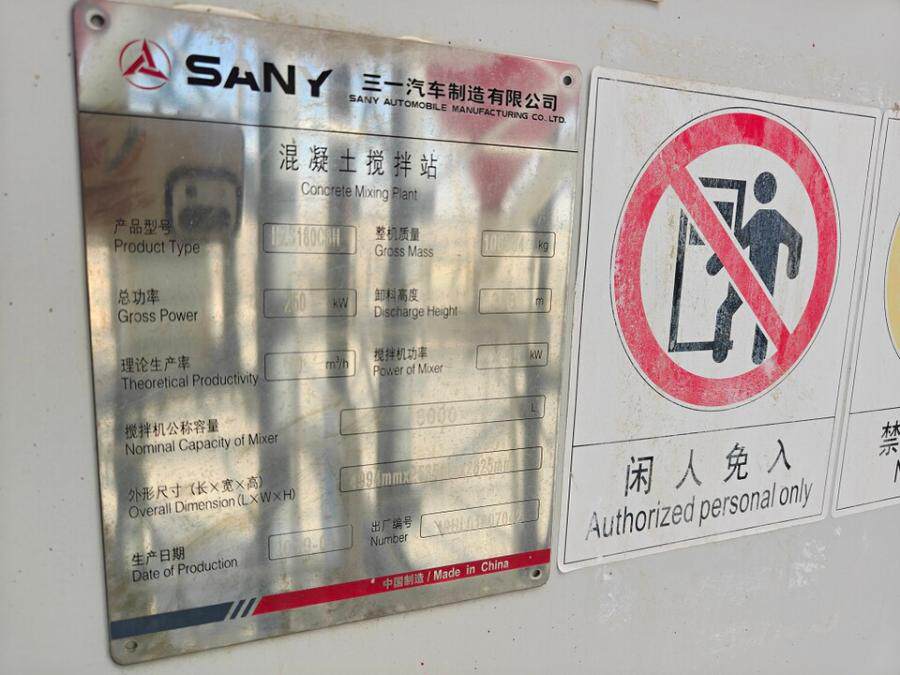 SANY
三一汽车制造有限公司
SANY AUTOMOBILE MANUFACTURING CO.,LTD.
混凝土搅拌站
Concrete Mixing Plant
产品型号
Product Type
整机质量
Gross Mass
kg
总功率
Gross Power
250 kW
卸料高度
Discharge Height
m
理论生产率
Theoretical Productivity
m³/h
搅拌机功率
Power of Mixer
kW
搅拌机公称容量
Nominal Capacity of Mixer
L
外形尺寸(长×宽×高)
Overall Dimension(L×W×H)
生产日期
Date of Production
出厂编号
Number
中国制造/Made in China
闲人免入
Authorized personal only
禁